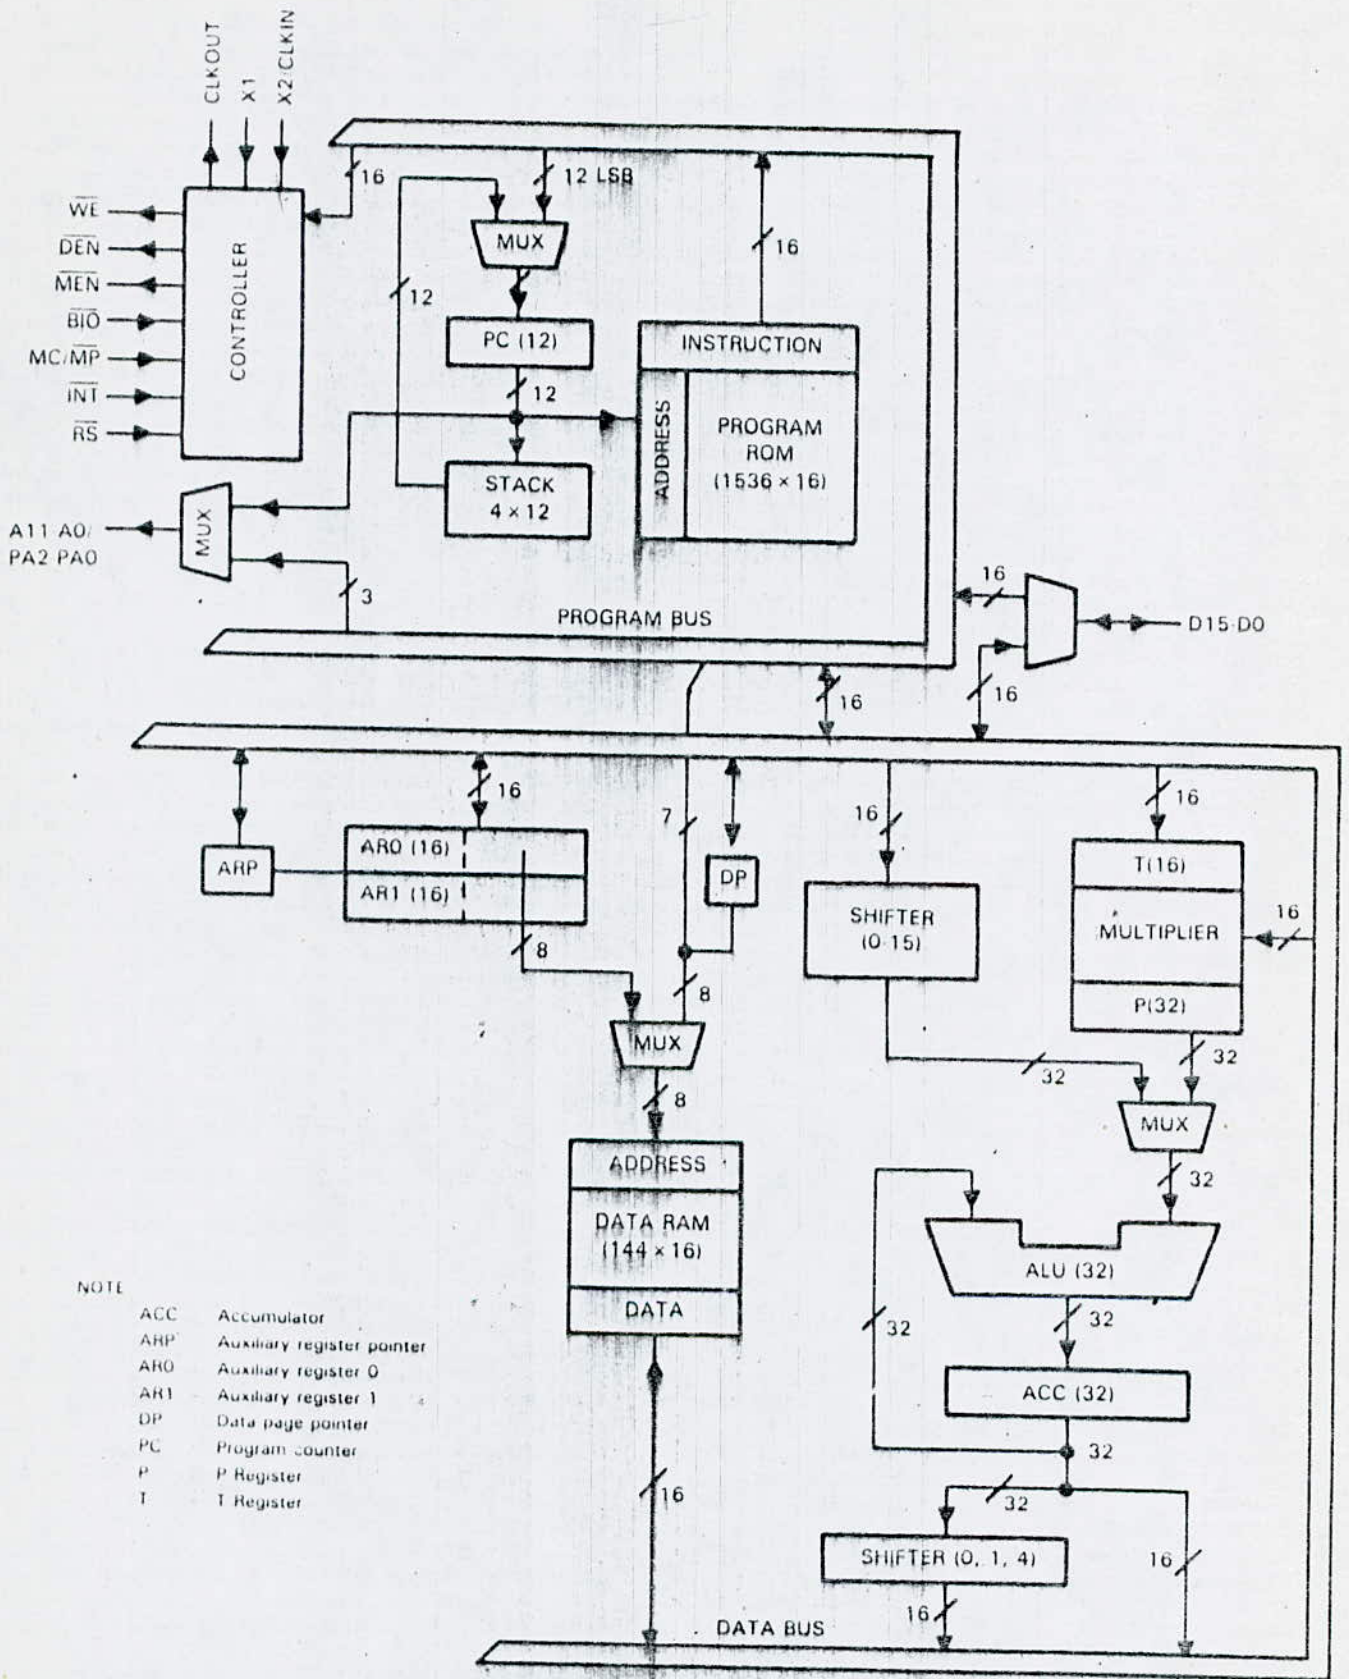 CLKOUT
X1
X2/CLKIN
WE
DEN
MEN
BIO
MC/MP
INT
RS
CONTROLLER
16
12 LSB
MUX
12
PC (12)
12
STACK
4 × 12
16
INSTRUCTION
ADDRESS
PROGRAM
ROM
(1536 × 16)
A11-A0/
PA2-PA0
MUX
3
PROGRAM BUS
16
16
D15-D0
16
16
ARP
AR0 (16)
AR1 (16)
8
7
DP
8
MUX
8
ADDRESS
DATA RAM
(144 × 16)
DATA
16
16
SHIFTER
(0-15)
32
16
T(16)
MULTIPLIER
P(32)
16
32
MUX
32
ALU (32)
32
32
ACC (32)
32
32
SHIFTER (0, 1, 4)
16
16
DATA BUS
NOTE
ACC Accumulator
ARP Auxiliary register pointer
AR0 Auxiliary register 0
AR1 Auxiliary register 1
DP Data page pointer
PC Program counter
P P Register
T T Register